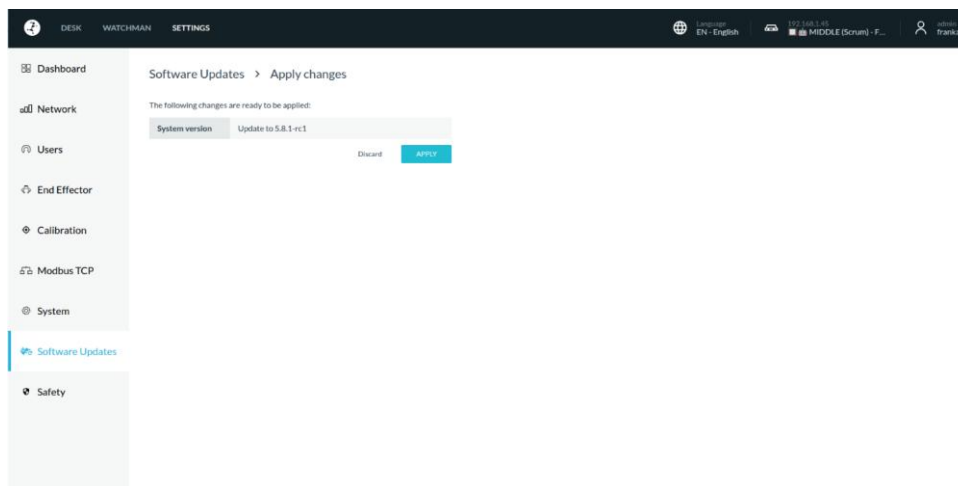 DESK WATCHMAN SETTINGS
Language
EN - English
192.168.1.45
MIDDLE (Scrum) - F...
admin
franka
Dashboard
Network
Users
End Effector
Calibration
Modbus TCP
System
Software Updates
Safety
Software Updates > Apply changes
The following changes are ready to be applied:
System version Update to 5.8.1-rc1
Discard APPLY